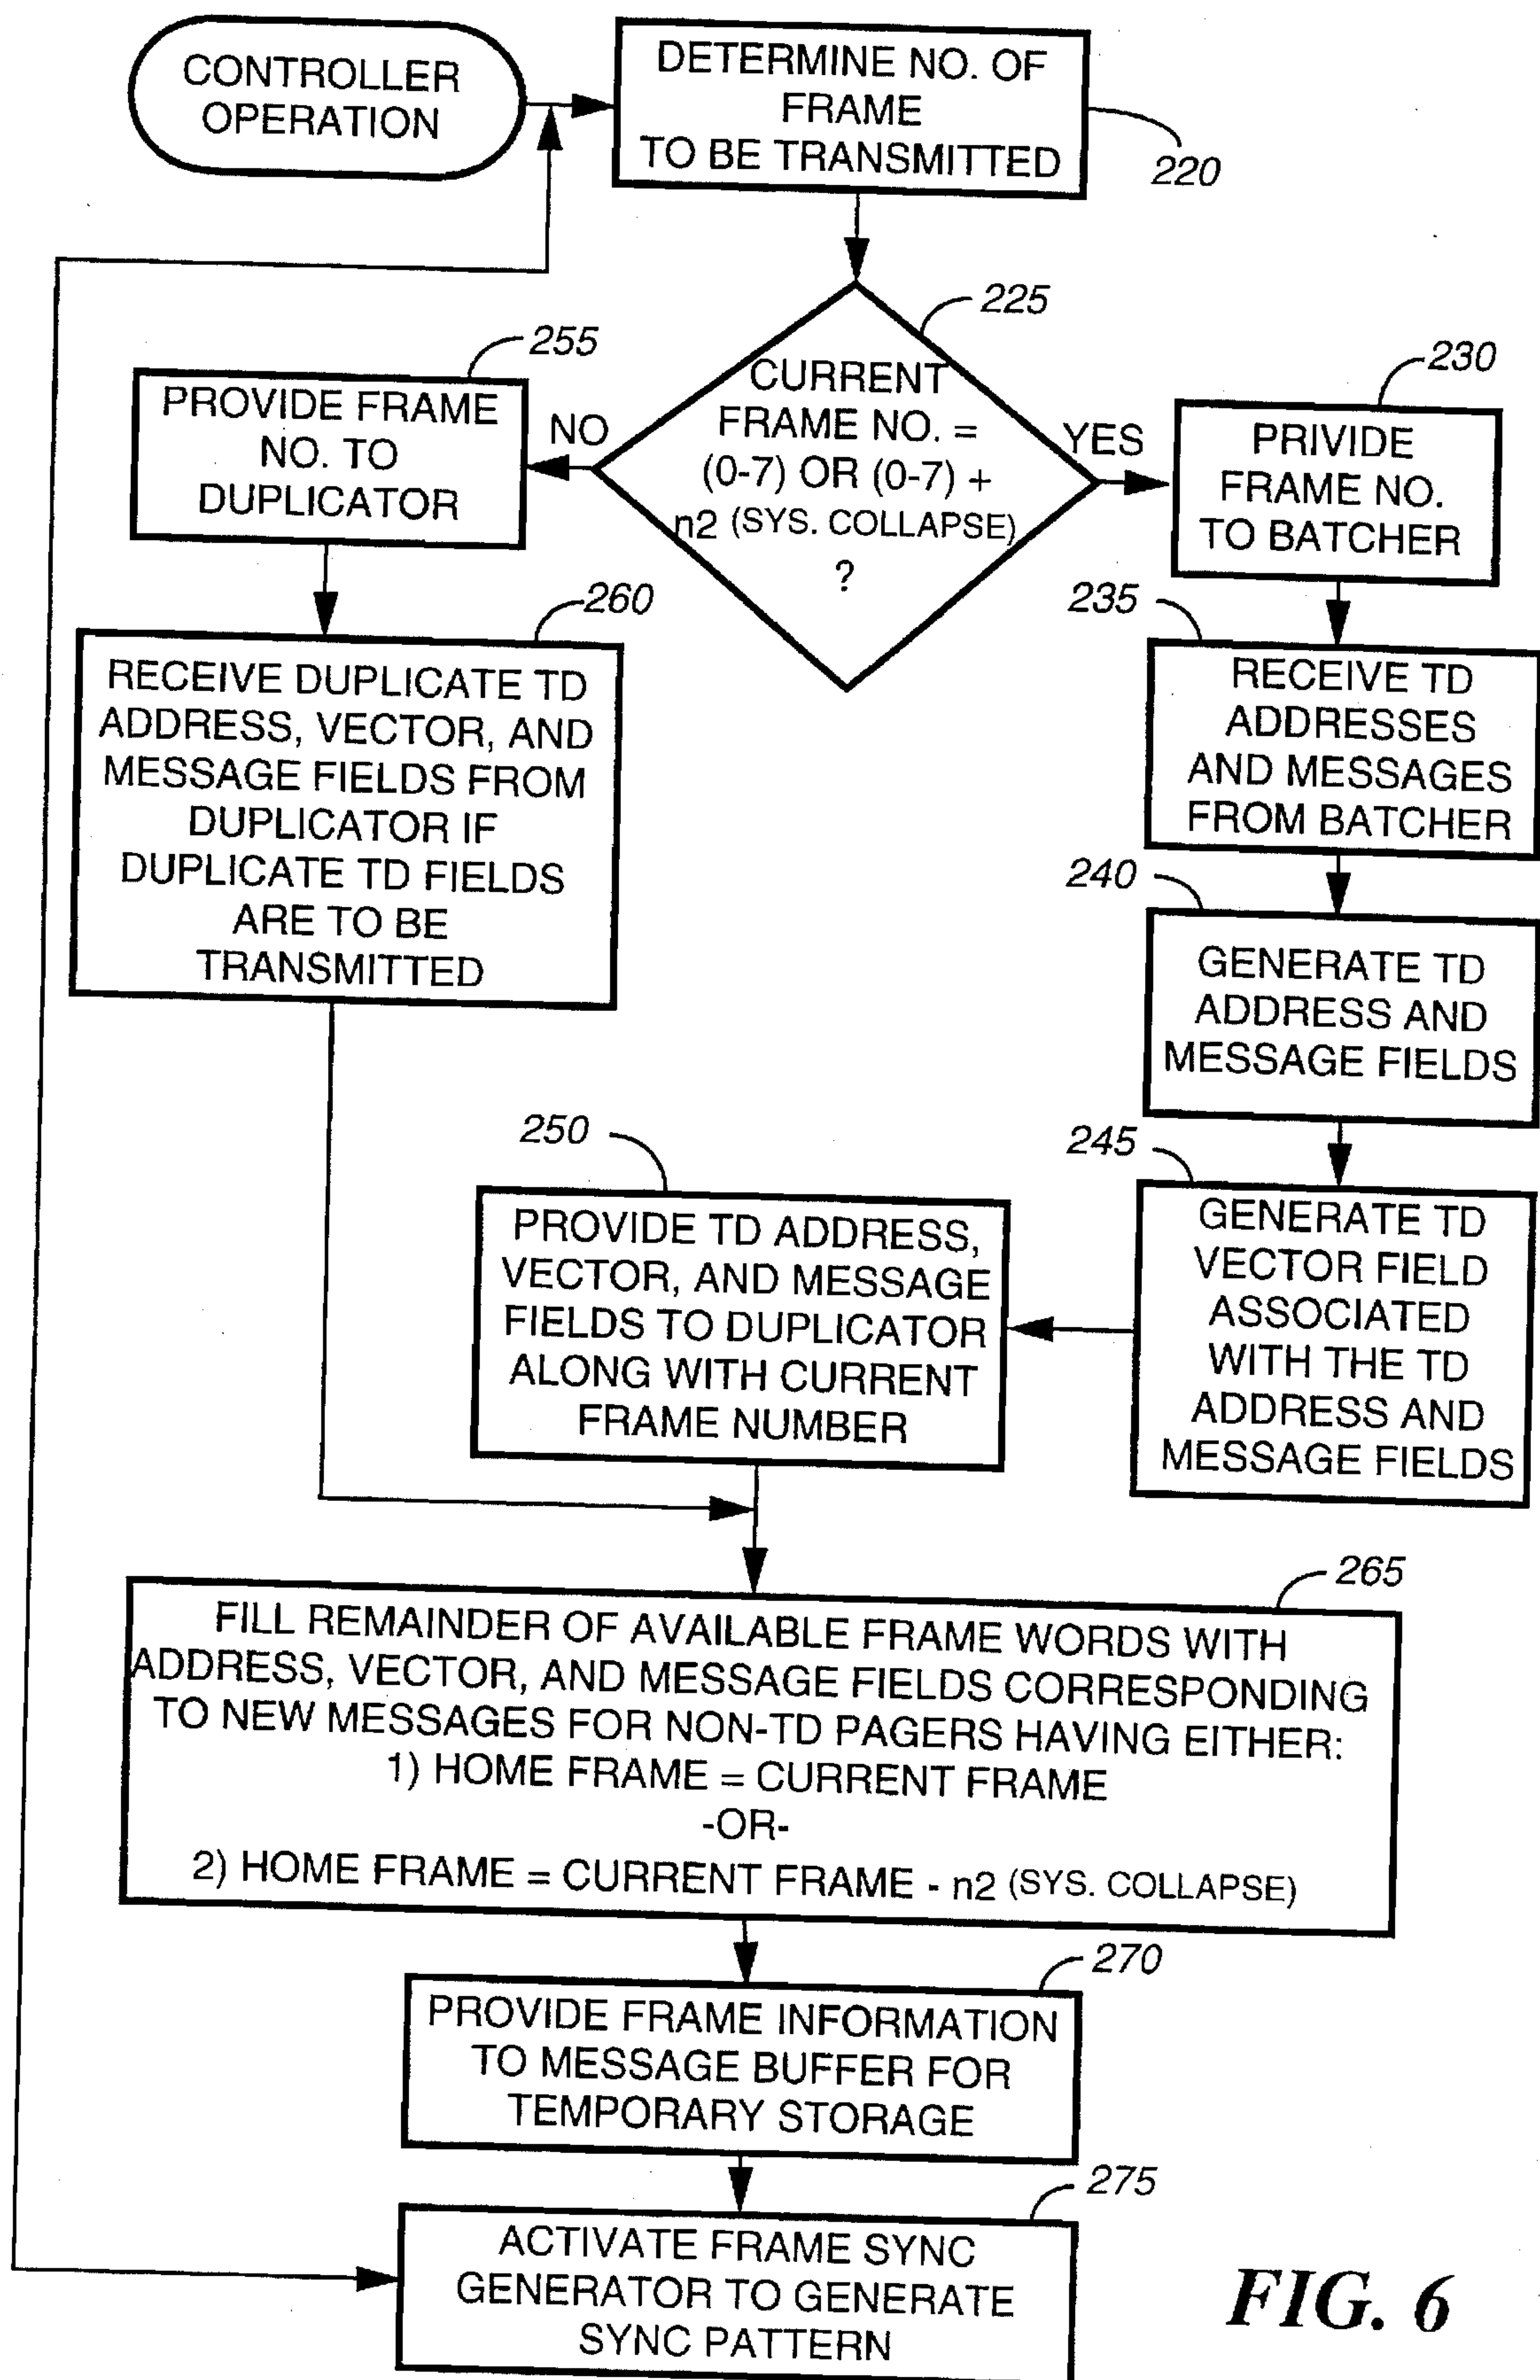 CONTROLLER
OPERATION
DETERMINE NO. OF
FRAME
TO BE TRANSMITTED
220
225
CURRENT
FRAME NO. =
(0-7) OR (0-7) +
n2 (SYS. COLLAPSE)
?
NO
YES
255
PROVIDE FRAME
NO. TO
DUPLICATOR
230
PRIVIDE
FRAME NO.
TO BATCHER
260
RECEIVE DUPLICATE TD
ADDRESS, VECTOR, AND
MESSAGE FIELDS FROM
DUPLICATOR IF
DUPLICATE TD FIELDS
ARE TO BE
TRANSMITTED
235
RECEIVE TD
ADDRESSES
AND MESSAGES
FROM BATCHER
240
GENERATE TD
ADDRESS AND
MESSAGE FIELDS
245
GENERATE TD
VECTOR FIELD
ASSOCIATED
WITH THE TD
ADDRESS AND
MESSAGE FIELDS
250
PROVIDE TD ADDRESS,
VECTOR, AND MESSAGE
FIELDS TO DUPLICATOR
ALONG WITH CURRENT
FRAME NUMBER
265
FILL REMAINDER OF AVAILABLE FRAME WORDS WITH
ADDRESS, VECTOR, AND MESSAGE FIELDS CORRESPONDING
TO NEW MESSAGES FOR NON-TD PAGERS HAVING EITHER:
1) HOME FRAME = CURRENT FRAME
-OR-
2) HOME FRAME = CURRENT FRAME - n2 (SYS. COLLAPSE)
270
PROVIDE FRAME INFORMATION
TO MESSAGE BUFFER FOR
TEMPORARY STORAGE
275
ACTIVATE FRAME SYNC
GENERATOR TO GENERATE
SYNC PATTERN
FIG. 6